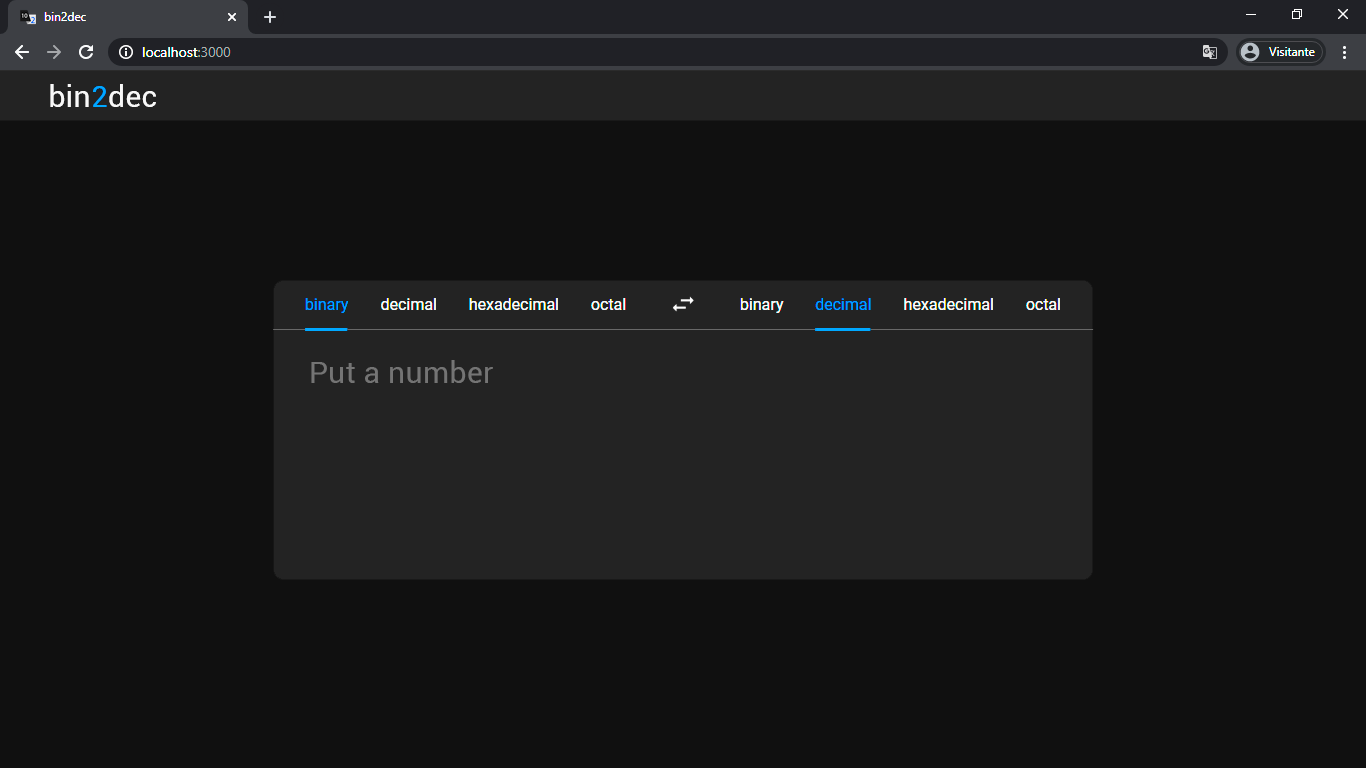 bin2dec
localhost:3000
Visitante
bin2dec
binary decimal hexadecimal octal binary decimal hexadecimal octal
Put a number